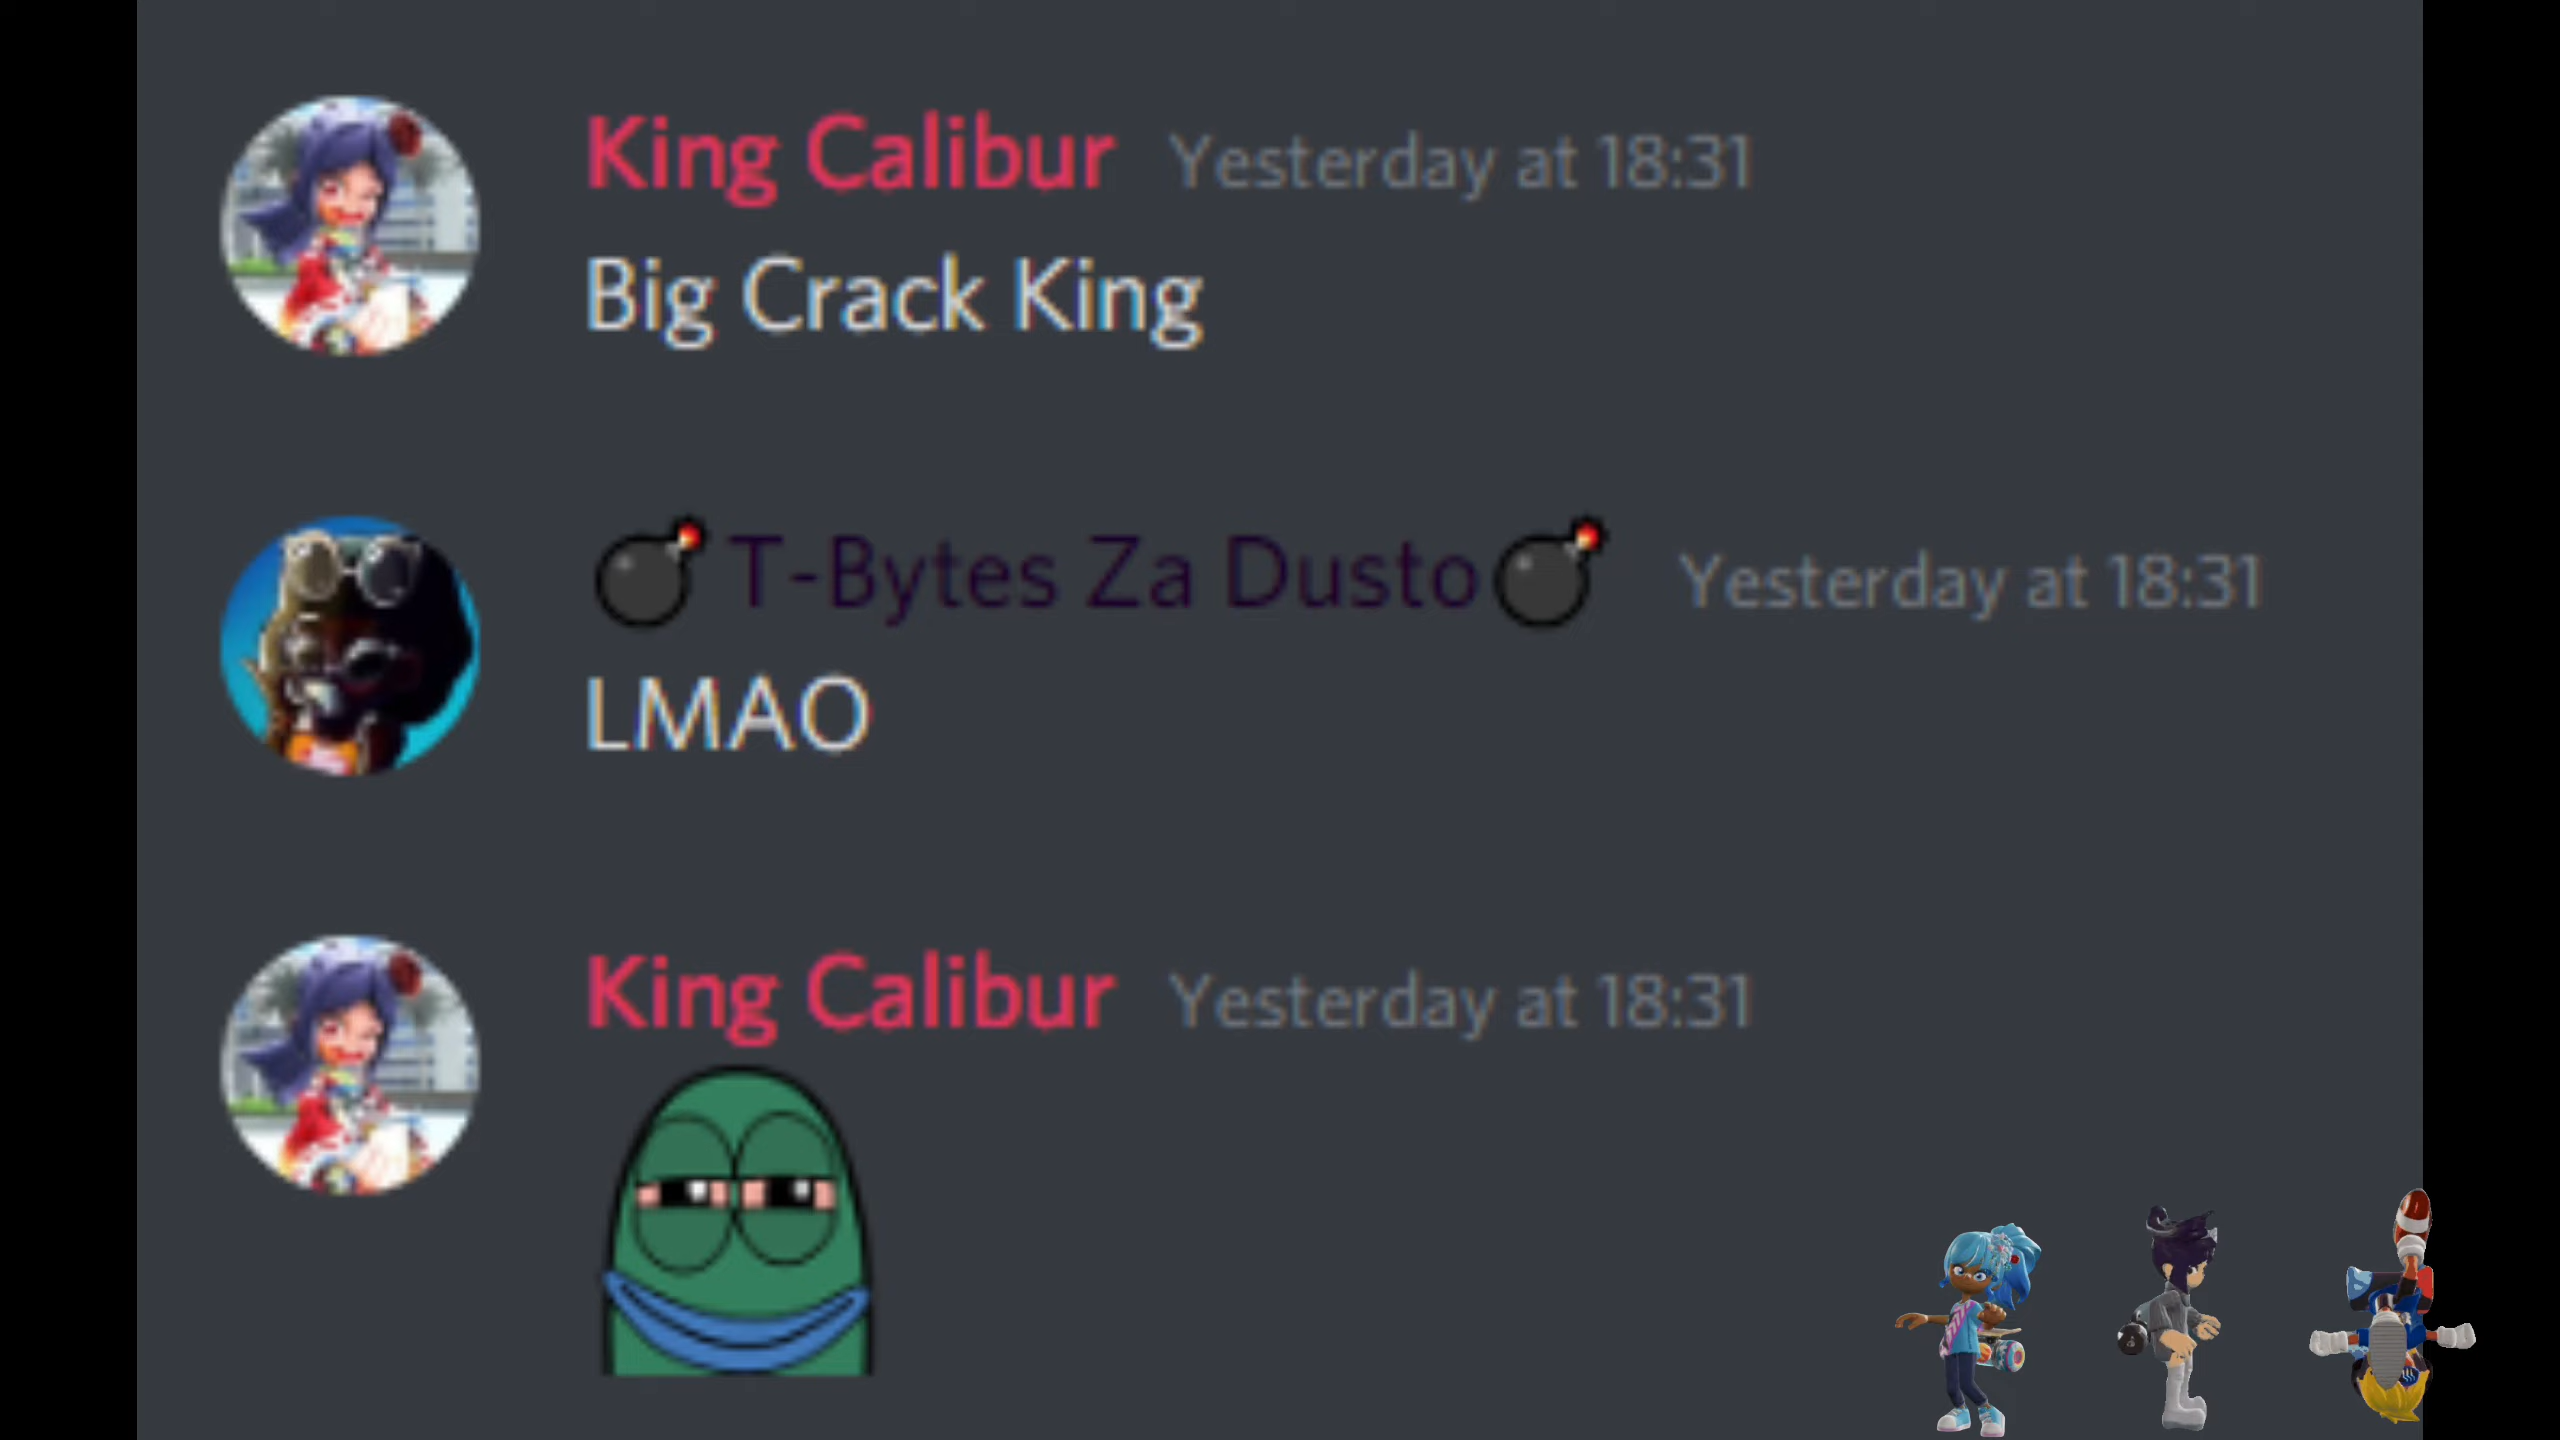 King Calibur Yesterday at 18:31
Big Crack King
T-Bytes Za Dusto Yesterday at 18:31
LMAO
King Calibur Yesterday at 18:31